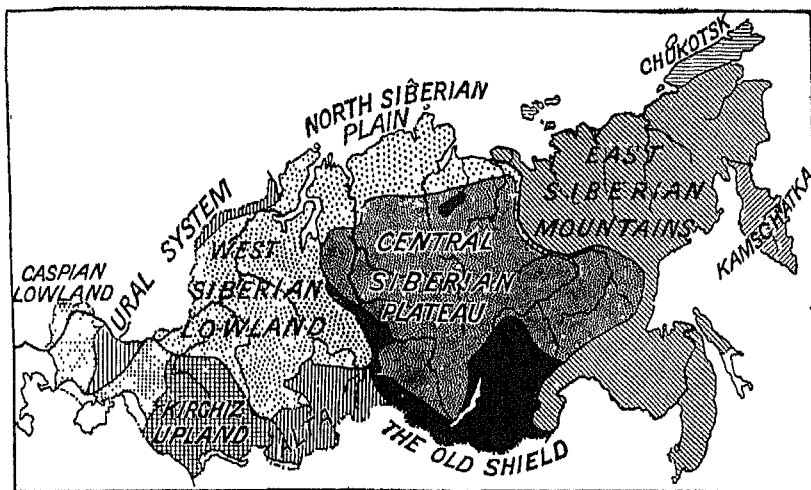 CHUKOTSK
NORTH SIBERIAN
PLAIN
EAST
SIBERIAN
MOUNTAINS
KAMSCHATKA
URAL SYSTEM
WEST
SIBERIAN
LOWLAND
CENTRAL
SIBERIAN
PLATEAU
CASPIAN
LOWLAND
KIRGHIZ
UPLAND
ALTAI
THE OLD SHIELD